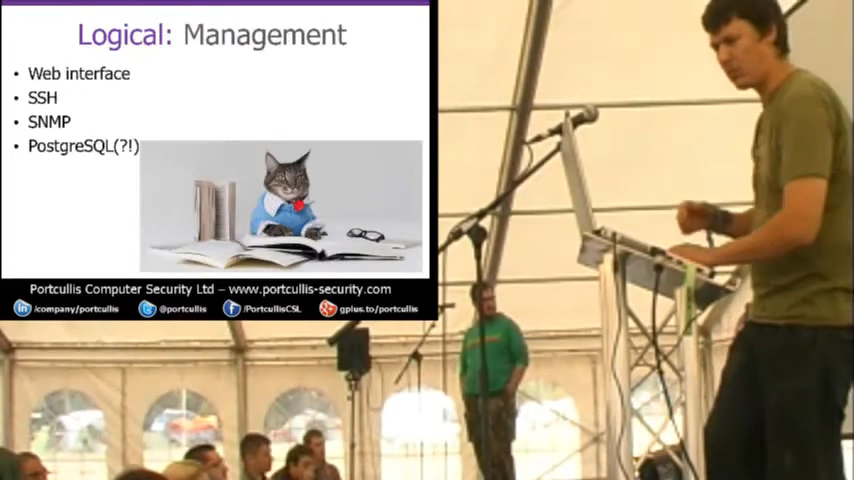 Logical: Management
• Web interface
• SSH
• SNMP
• PostgreSQL(?!)
Portcullis Computer Security Ltd – www.portcullis-security.com
in /company/portcullis @portcullis f /PortcullisCSL g+ gplus.to/portcullis